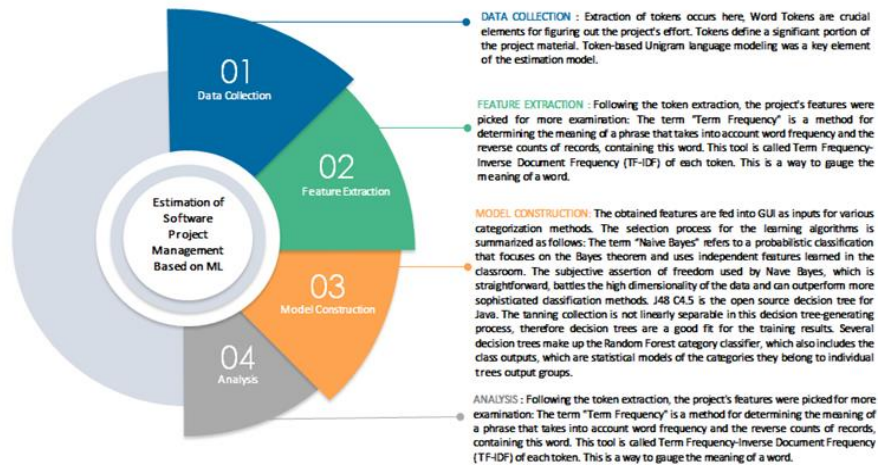 01
Data Collection
02
Feature Extraction
03
Model Construction
04
Analysis
Estimation of
Software
Project
Management
Based on ML
DATA COLLECTION : Extraction of tokens occurs here, Word Tokens are crucial
elements for figuring out the project's effort. Tokens define a significant portion of
the project material. Token-based Unigram language modeling was a key element
of the estimation model.
FEATURE EXTRACTION : Following the token extraction, the project's features were
picked for more examination: The term "Term Frequency" is a method for
determining the meaning of a phrase that takes into account word frequency and the
reverse counts of records, containing this word. This tool is called Term Frequency-
Inverse Document Frequency (TF-IDF) of each token. This is a way to gauge the
meaning of a word.
MODEL CONSTRUCTION: The obtained features are fed into GUI as inputs for various
categorization methods. The selection process for the learning algorithms is
summarized as follows: The term "Naive Bayes" refers to a probabilistic classification
that focuses on the Bayes theorem and uses independent features learned in the
classroom. The subjective assertion of freedom used by Nave Bayes, which is
straightforward, battles the high dimensionality of the data and can outperform more
sophisticated classification methods. J48 C4.5 is the open source decision tree for
Java. The tanning collection is not linearly separable in this decision tree-generating
process, therefore decision trees are a good fit for the training results. Several
decision trees make up the Random Forest category classifier, which also includes the
class outputs, which are statistical models of the categories they belong to individual
trees output groups.
ANALYSIS : Following the token extraction, the project's features were picked for more
examination: The term "Term Frequency" is a method for determining the meaning of
a phrase that takes into account word frequency and the reverse counts of records,
containing this word. This tool is called Term Frequency-Inverse Document Frequency
(TF-IDF) of each token. This is a way to gauge the meaning of a word.